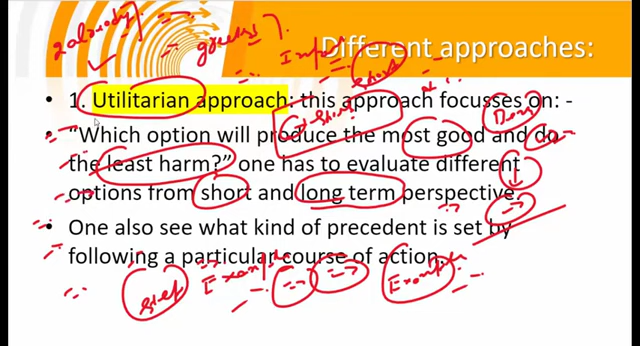 Different approaches:
• 1. Utilitarian approach: this approach focusses on: -
• "Which option will produce the most good and do
the least harm?" one has to evaluate different
options from short and long term perspective.
• One also see what kind of precedent is set by
following a particular course of action.